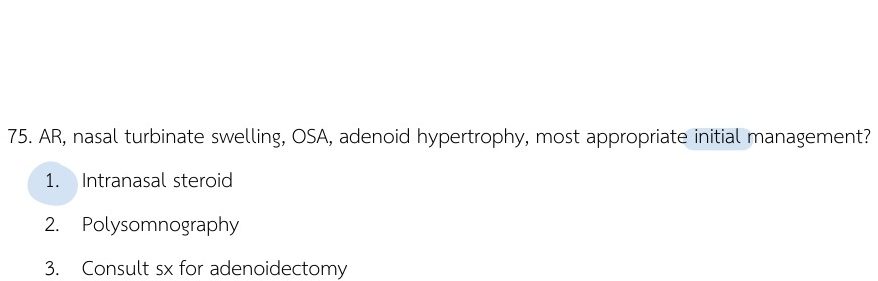 75. AR, nasal turbinate swelling, OSA, adenoid hypertrophy, most appropriate initial management?
1. Intranasal steroid
2. Polysomnography
3. Consult sx for adenoidectomy